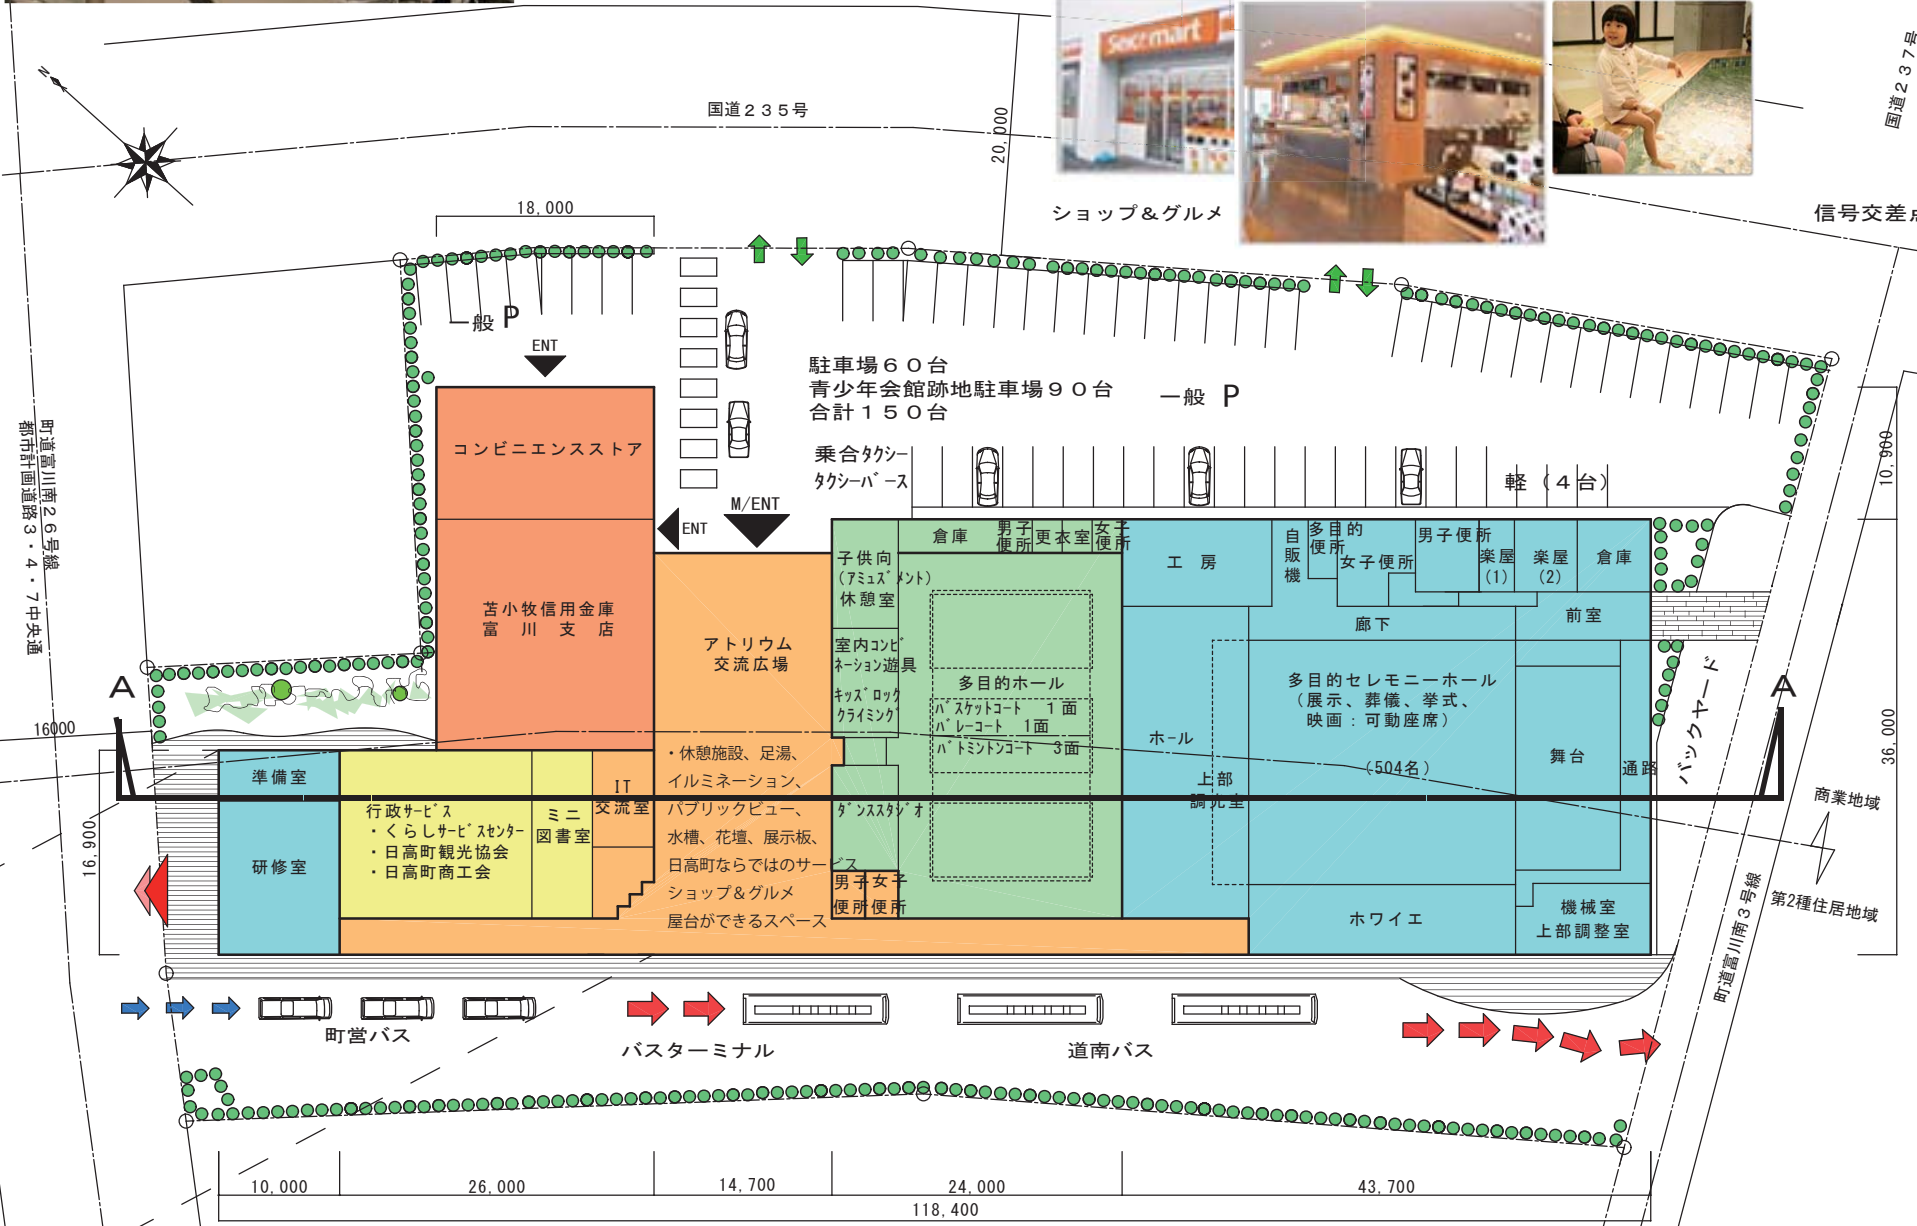 国道237号
国道235号
N
20,000
Seicomart
ショップ＆グルメ
18,000
一般 P
ENT
駐車場60台
青少年会館跡地駐車場90台
合計150台
一般 P
乗合タクシー
タクシーバース
軽（4台）
M/ENT
ENT
10,900
町道富川南26号線
都市計画道路3・4・7中央通
コンビニエンスストア
苫小牧信用金庫
富川支店
アトリウム
交流広場
子供向
（アミュズメント）
休憩室
倉庫
男子
便所
更衣室
女子
便所
室内コンビ
ネーション遊具
キッズロック
クライミング
多目的ホール
バスケットコート 1面
バレーコート 1面
バトミントンコート 3面
ダンススタジオ
男子
便所
女子
便所
工房
自販機
多目的
便所
女子便所
男子便所
楽屋
(1)
楽屋
(2)
倉庫
廊下
前室
多目的セレモニーホール
（展示、葬儀、挙式、
映画：可動座席）
(504名)
ホール
上部
調光室
舞台
通路
ホワイエ
機械室
上部調整室
バックヤード
A
A
16000
16,900
36,000
準備室
研修室
行政サービス
・くらしサービスセンター
・日高町観光協会
・日高町商工会
ミニ
図書室
IT
交流室
・休憩施設、足湯、
イルミネーション、
パブリックビュー、
水槽、花壇、展示板、
日高町ならではのサービス
ショップ＆グルメ
屋台ができるスペース
商業地域
第2種住居地域
町道富川南3号線
町営バス
バスターミナル
道南バス
10,000
26,000
14,700
24,000
43,700
118,400